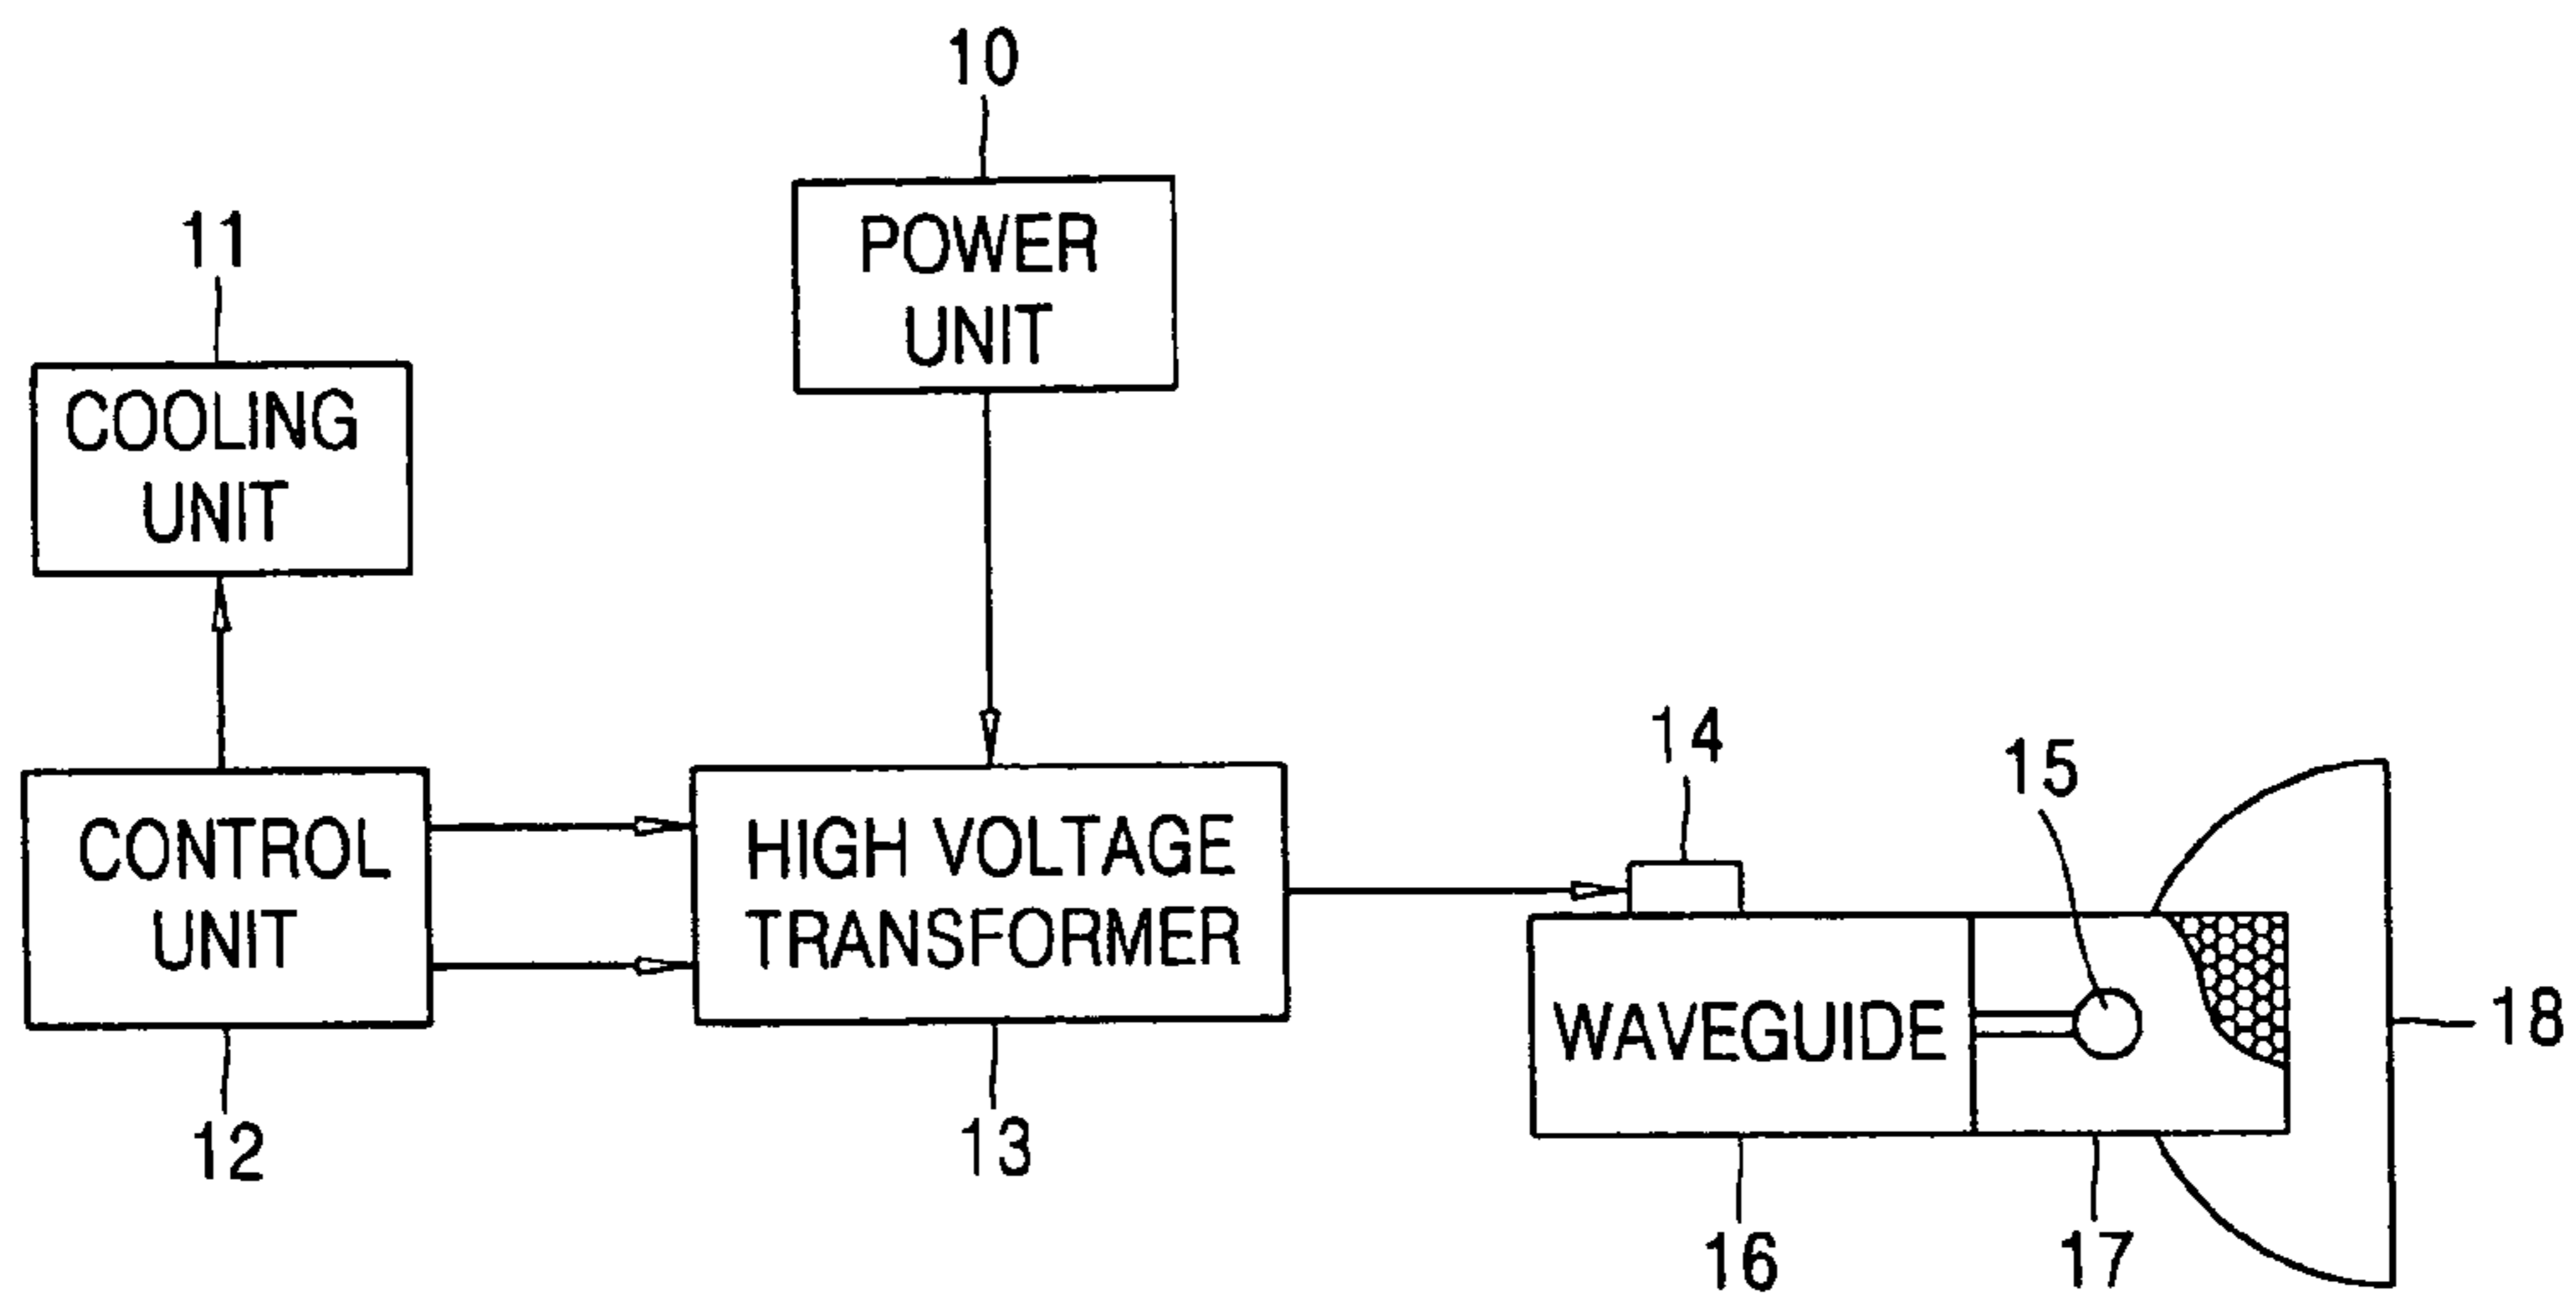 10
POWER
UNIT
11
COOLING
UNIT
CONTROL
UNIT
12
HIGH VOLTAGE
TRANSFORMER
13
14
15
WAVEGUIDE
16
17
18